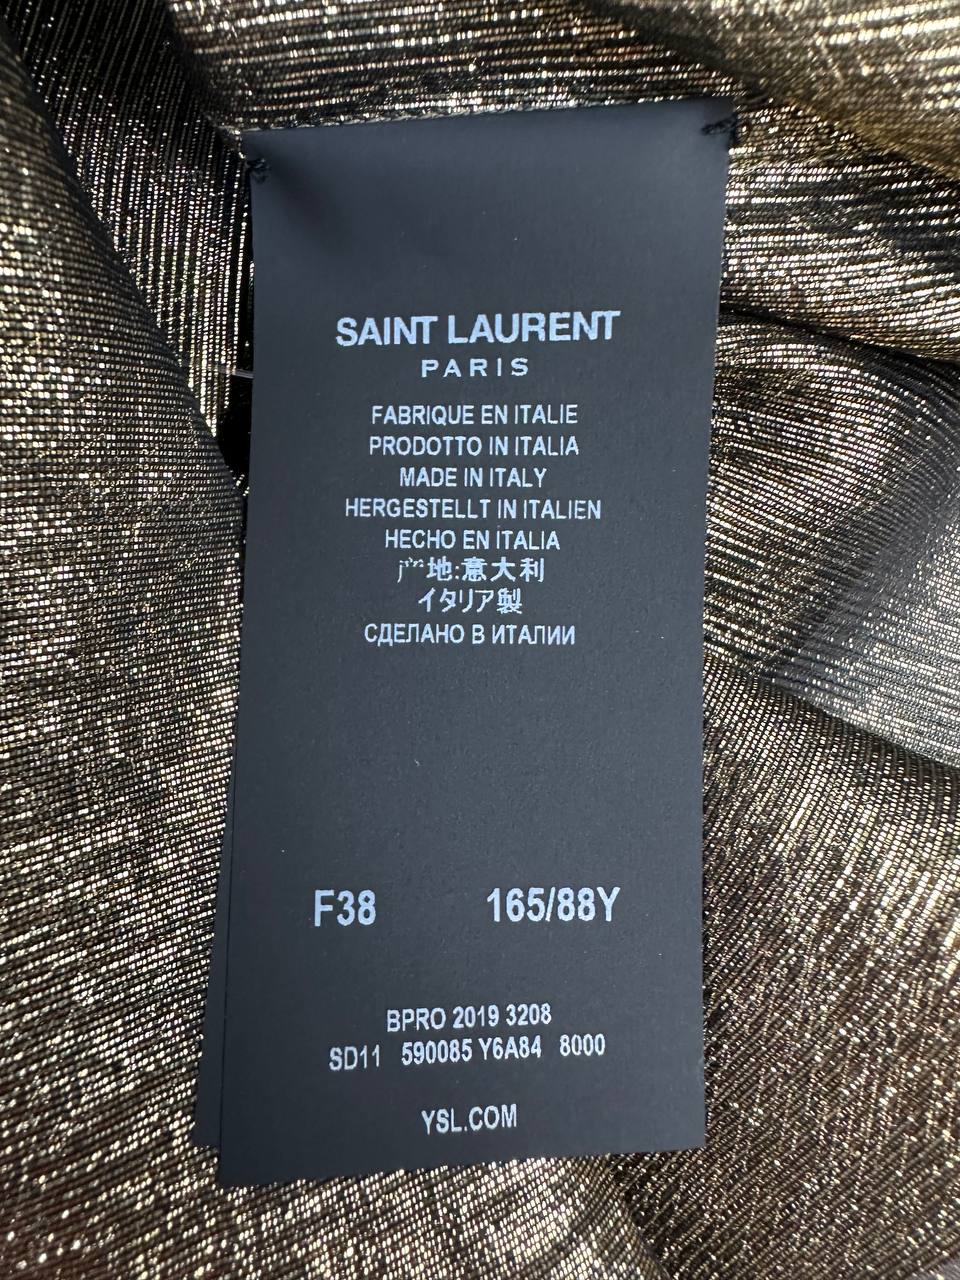 SAINT LAURENT
PARIS
FABRIQUE EN ITALIE
PRODOTTO IN ITALIA
MADE IN ITALY
HERGESTELLT IN ITALIEN
HECHO EN ITALIA
产地:意大利
イタリア製
СДЕЛАНО В ИТАЛИИ
F38 165/88Y
BPRO 2019 3208
SD11 590085 Y6A84 8000
YSL.COM